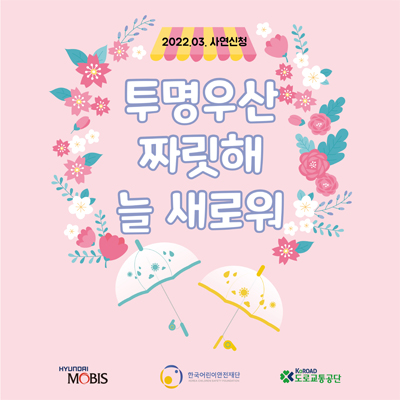 2022.03. 사연신청
투명우산
짜릿해
늘 새로워
HYUNDAI
MOBIS
한국어린이안전재단
KoROAD
도로교통공단